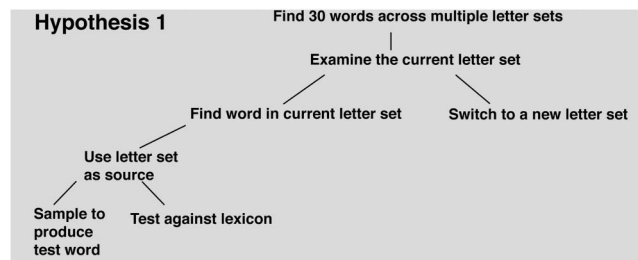 Hypothesis 1
Find 30 words across multiple letter sets
Examine the current letter set
Find word in current letter set
Switch to a new letter set
Use letter set
as source
Sample to
produce
test word
Test against lexicon